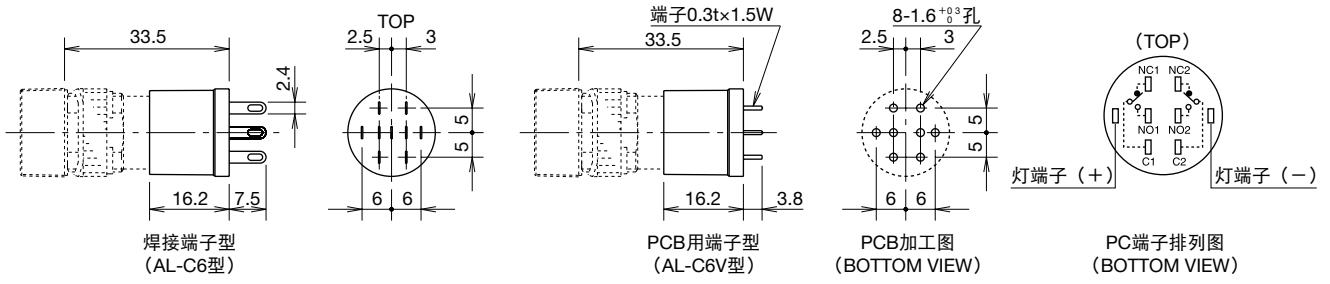 33.5
2.4
16.2
7.5
焊接端子型
(AL-C6型)
TOP
2.5
3
5
5
6
6
端子0.3t×1.5W
33.5
16.2
3.8
PCB用端子型
(AL-C6V型)
8-1.6 +0.3 0 孔
2.5
3
5
5
6
6
PCB加工图
(BOTTOM VIEW)
(TOP)
NC1 NC2
NO1 NO2
C1 C2
灯端子(+)
灯端子(−)
PC端子排列图
(BOTTOM VIEW)